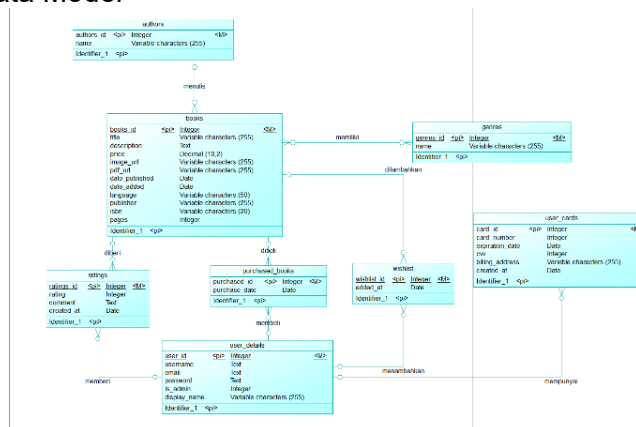 authors
authors_id <pi> Integer <M>
name Variable characters (255)
Identifier_1 <pi>
menulis
books
books_id <pi> Integer <M>
title Variable characters (255)
description Text
price Decimal (10,2)
image_url Variable characters (255)
pdf_url Variable characters (255)
date_published Date
date_added Date
language Variable characters (50)
publisher Variable characters (255)
isbn Variable characters (20)
pages Integer
Identifier_1 <pi>
memiliki
genres
genres_id <pi> Integer <M>
name Variable characters (255)
Identifier_1 <pi>
ditambahkan
user_cards
card_id <pi> Integer
card_number Integer
expiration_date Date
cvv Integer
billing_address Variable characters (255)
created_at Date
Identifier_1 <pi>
diberi
dibeli
ratings
ratings_id <pi> Integer <M>
rating Integer
comment Text
created_at Date
Identifier_1 <pi>
purchased_books
purchased_id <pi> Integer <M>
purchase_date Date
Identifier_1 <pi>
wishlist
wishlist_id <pi> Integer <M>
added_at Date
Identifier_1 <pi>
membeli
user_details
user_id <pi> Integer <M>
username Text
email Text
password Text
is_admin Integer
display_name Variable characters (255)
Identifier_1 <pi>
memberi
menambahkan
mempunyai